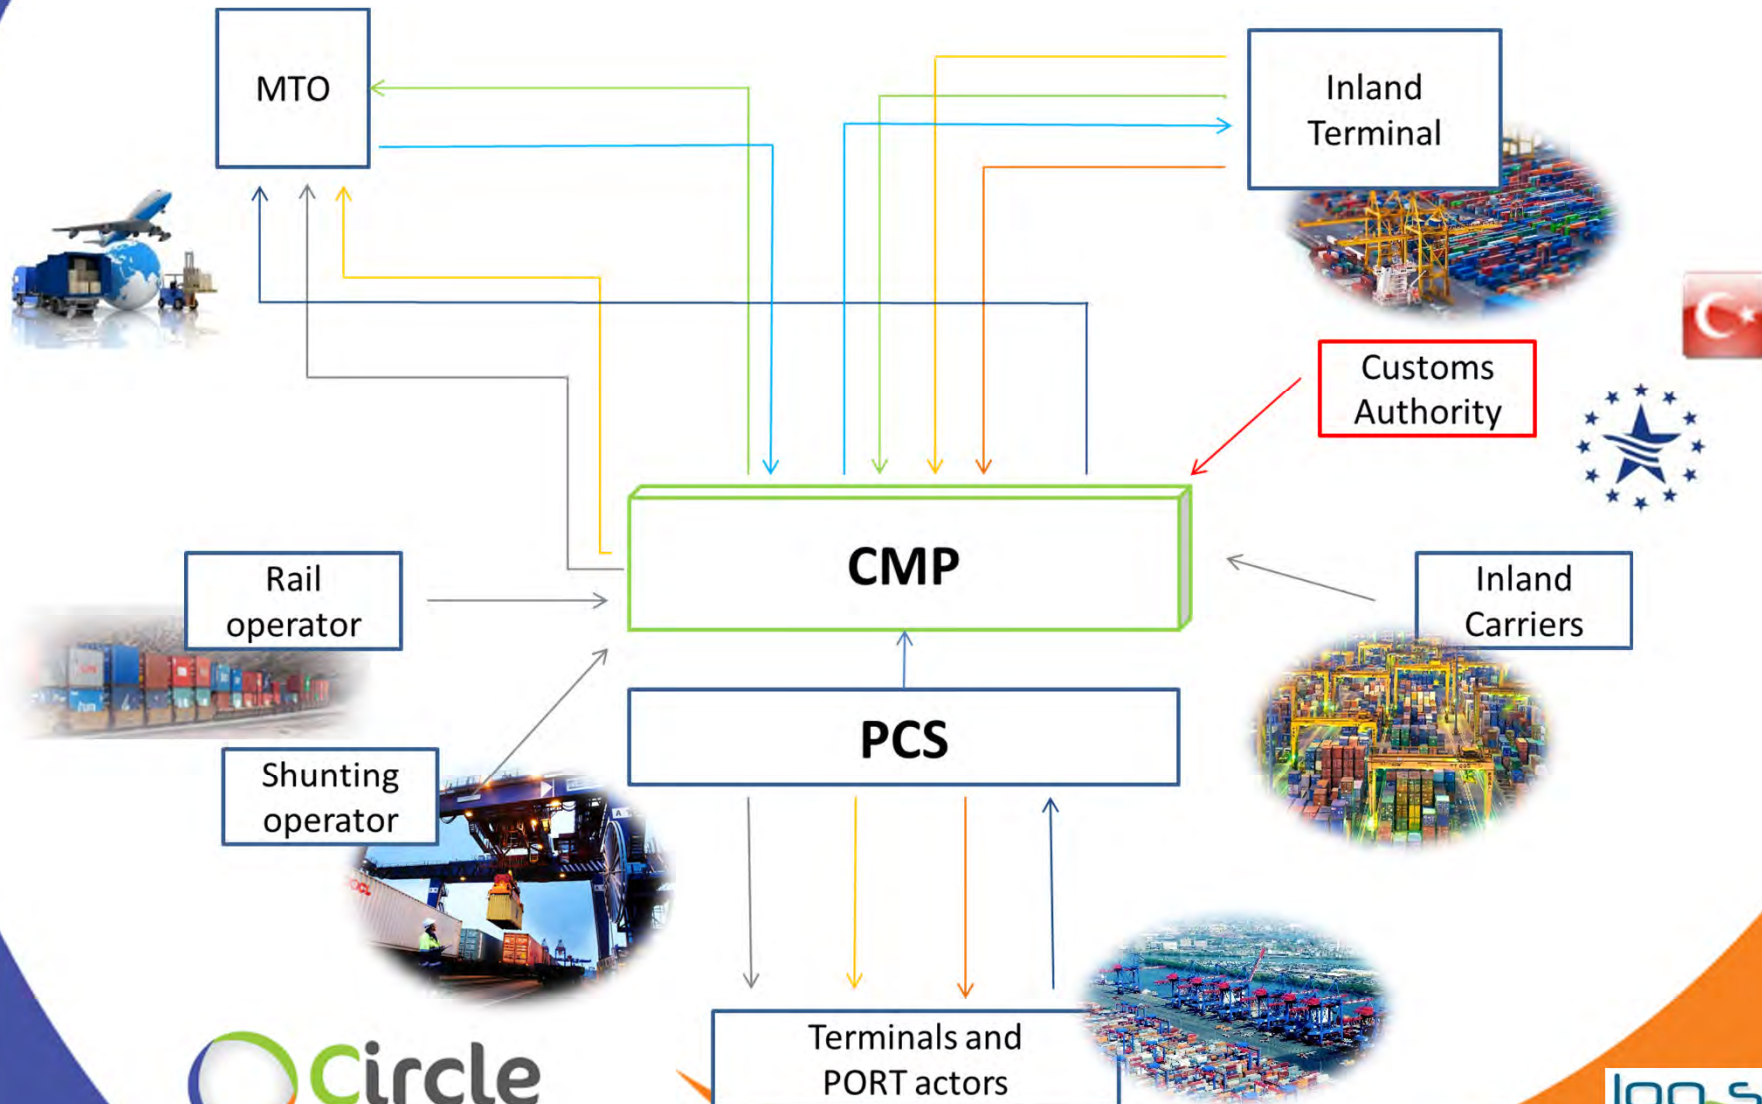 MTO
Inland
Terminal
Customs
Authority
CMP
Rail
operator
Inland
Carriers
PCS
Shunting
operator
Terminals and
PORT actors
Circle